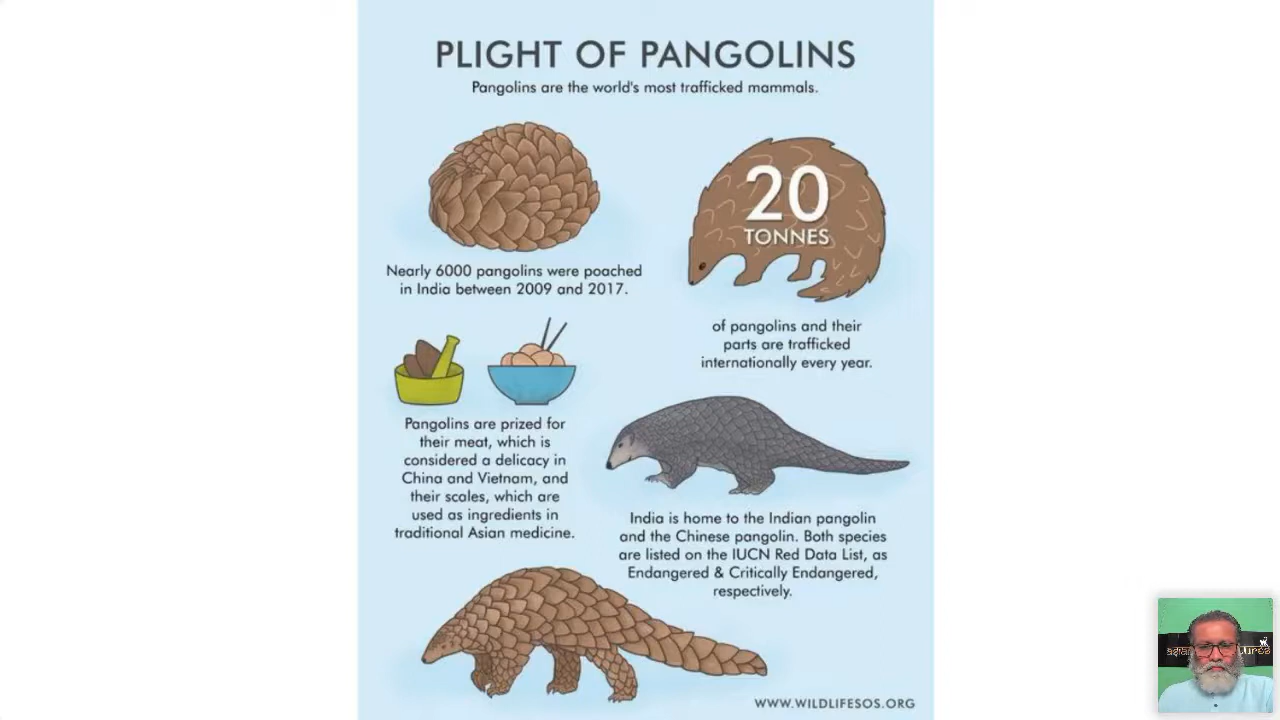 PLIGHT OF PANGOLINS
Pangolins are the world's most trafficked mammals.
Nearly 6000 pangolins were poached
in India between 2009 and 2017.
20
TONNES
of pangolins and their
parts are trafficked
internationally every year.
Pangolins are prized for
their meat, which is
considered a delicacy in
China and Vietnam, and
their scales, which are
used as ingredients in
traditional Asian medicine.
India is home to the Indian pangolin
and the Chinese pangolin. Both species
are listed on the IUCN Red Data List, as
Endangered & Critically Endangered,
respectively.
WWW.WILDLIFESOS.ORG